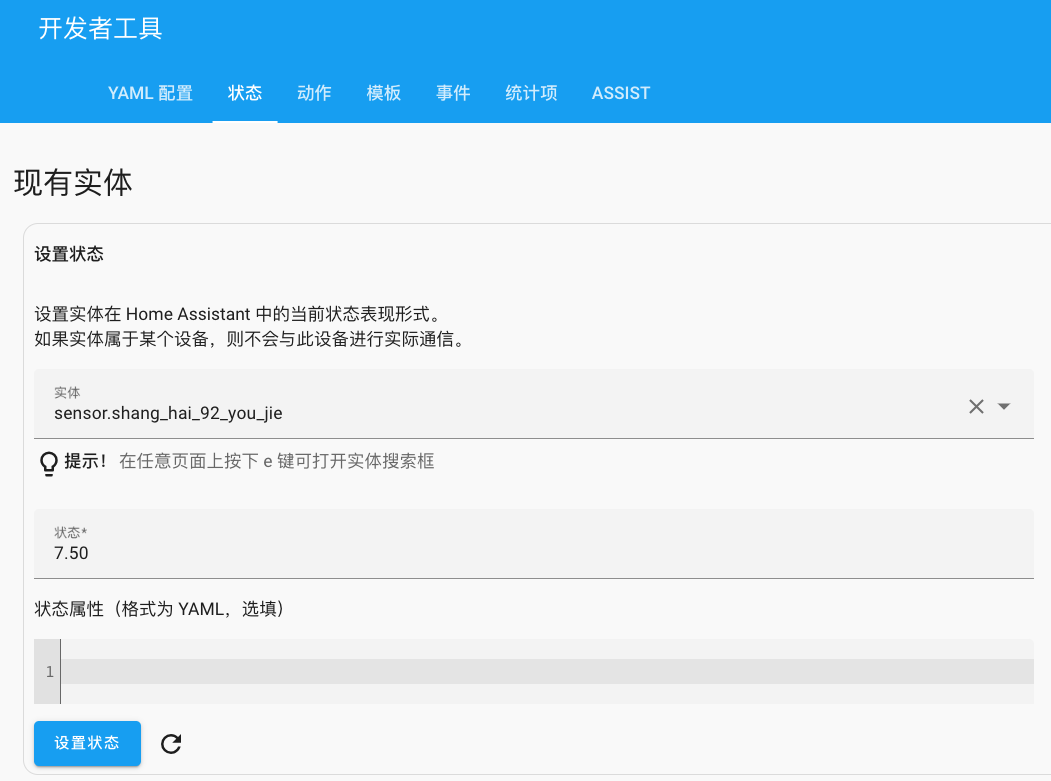 开发者工具
YAML 配置 状态 动作 模板 事件 统计项 ASSIST
现有实体
设置状态
设置实体在 Home Assistant 中的当前状态表现形式。
如果实体属于某个设备，则不会与此设备进行实际通信。
实体
sensor.shang_hai_92_you_jie
提示！ 在任意页面上按下 e 键可打开实体搜索框
状态*
7.50
状态属性（格式为 YAML，选填）
1
设置状态